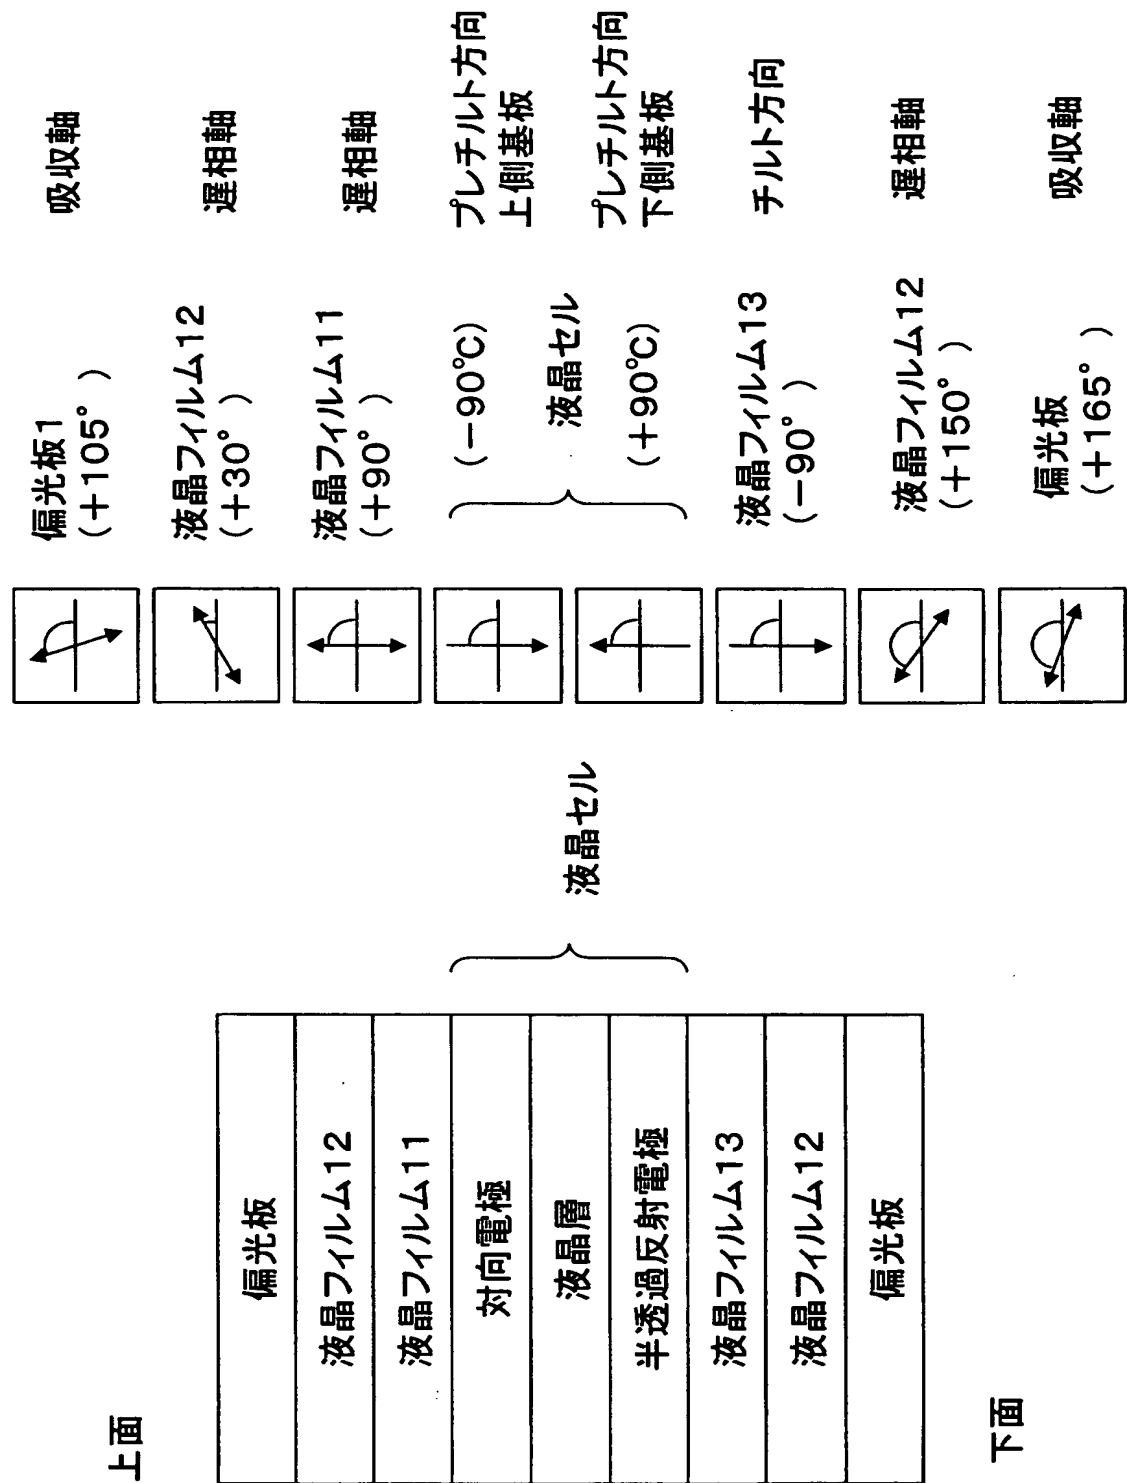 上面
偏光板
液晶フィルム12
液晶フィルム11
対向電極
液晶層
半透過反射電極
液晶フィルム13
液晶フィルム12
偏光板
下面
液晶セル
偏光板1
(+105°)
吸収軸
液晶フィルム12
(+30°)
遅相軸
液晶フィルム11
(+90°)
遅相軸
(-90℃)
プレチルト方向
上側基板
液晶セル
(+90℃)
プレチルト方向
下側基板
液晶フィルム13
(-90°)
チルト方向
液晶フィルム12
(+150°)
遅相軸
偏光板
(+165°)
吸収軸